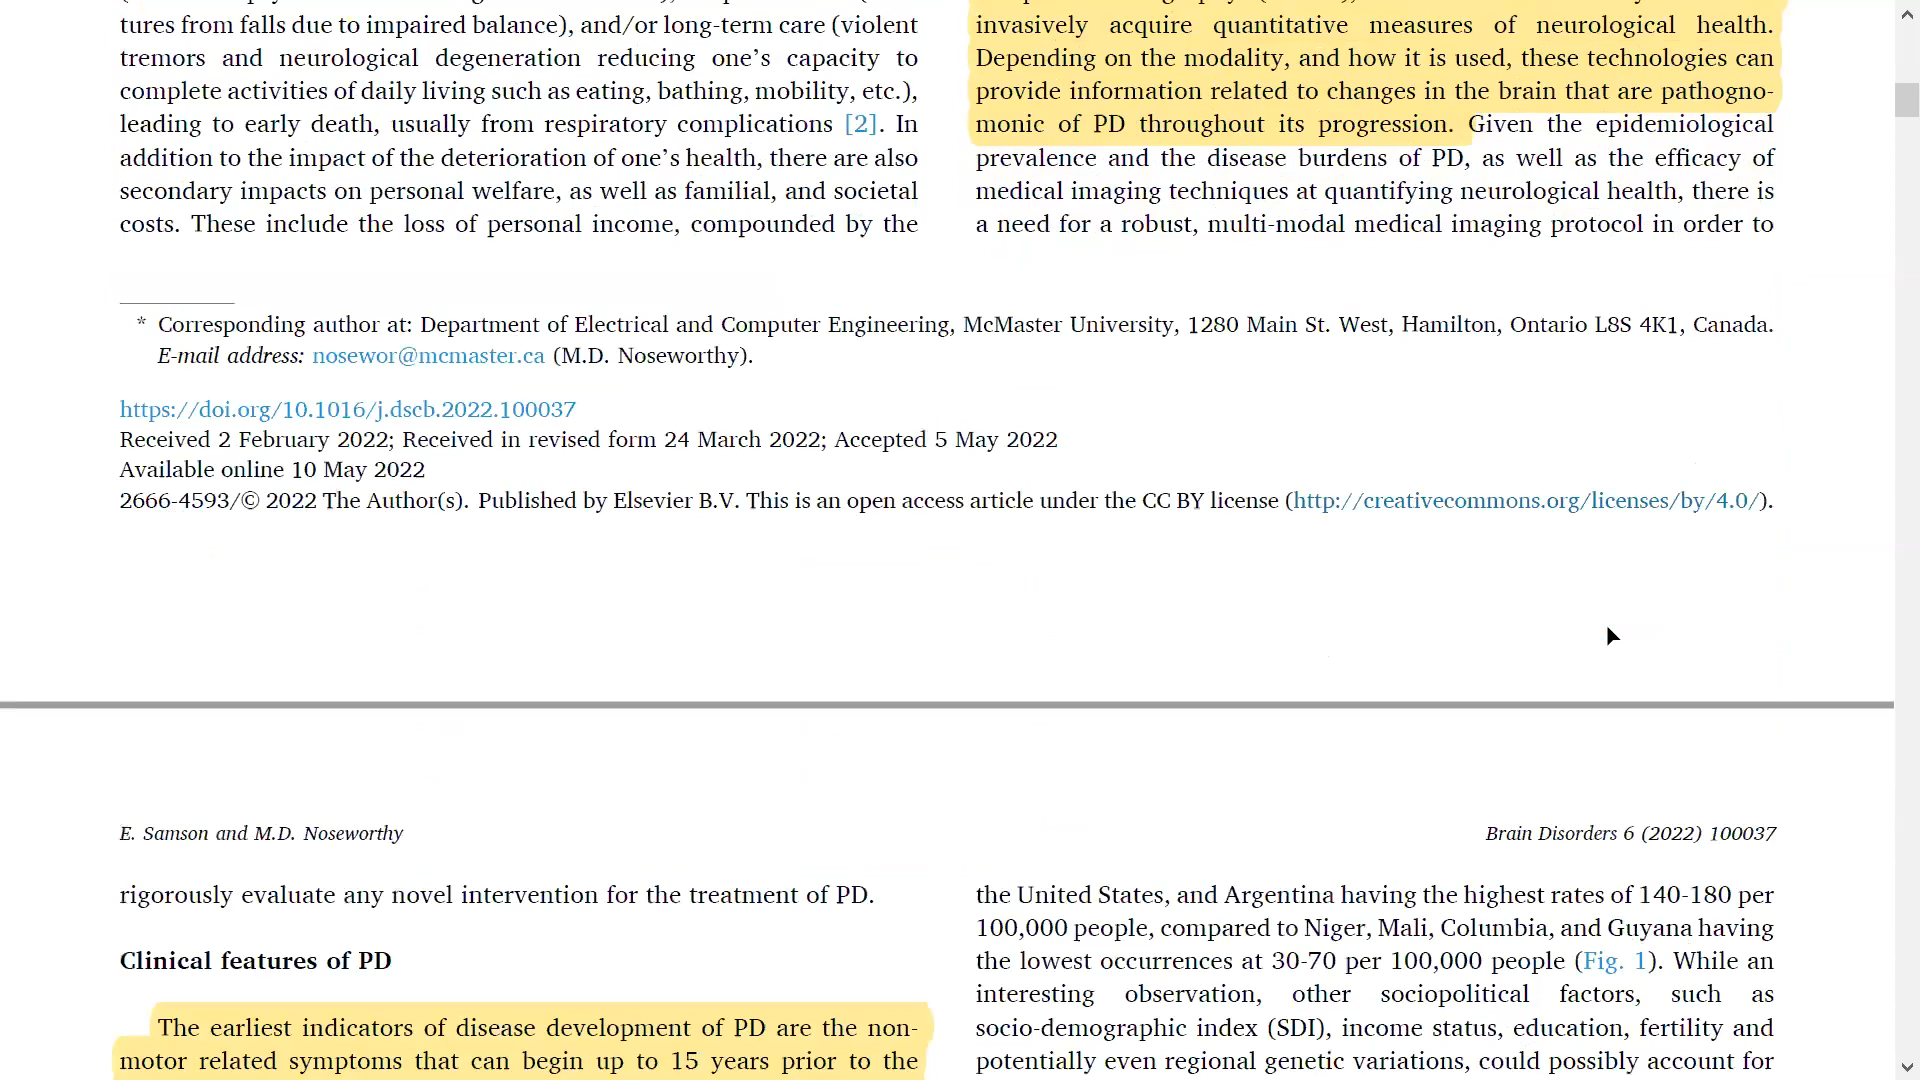 tures from falls due to impaired balance), and/or long-term care (violent
tremors and neurological degeneration reducing one's capacity to
complete activities of daily living such as eating, bathing, mobility, etc.),
leading to early death, usually from respiratory complications [2]. In
addition to the impact of the deterioration of one's health, there are also
secondary impacts on personal welfare, as well as familial, and societal
costs. These include the loss of personal income, compounded by the
invasively acquire quantitative measures of neurological health.
Depending on the modality, and how it is used, these technologies can
provide information related to changes in the brain that are pathogno-
monic of PD throughout its progression. Given the epidemiological
prevalence and the disease burdens of PD, as well as the efficacy of
medical imaging techniques at quantifying neurological health, there is
a need for a robust, multi-modal medical imaging protocol in order to
* Corresponding author at: Department of Electrical and Computer Engineering, McMaster University, 1280 Main St. West, Hamilton, Ontario L8S 4K1, Canada.
E-mail address: nosewor@mcmaster.ca (M.D. Noseworthy).
https://doi.org/10.1016/j.dscb.2022.100037
Received 2 February 2022; Received in revised form 24 March 2022; Accepted 5 May 2022
Available online 10 May 2022
2666-4593/© 2022 The Author(s). Published by Elsevier B.V. This is an open access article under the CC BY license (http://creativecommons.org/licenses/by/4.0/).
E. Samson and M.D. Noseworthy
Brain Disorders 6 (2022) 100037
rigorously evaluate any novel intervention for the treatment of PD.
Clinical features of PD
The earliest indicators of disease development of PD are the non-
motor related symptoms that can begin up to 15 years prior to the
the United States, and Argentina having the highest rates of 140-180 per
100,000 people, compared to Niger, Mali, Columbia, and Guyana having
the lowest occurrences at 30-70 per 100,000 people (Fig. 1). While an
interesting observation, other sociopolitical factors, such as
socio-demographic index (SDI), income status, education, fertility and
potentially even regional genetic variations, could possibly account for